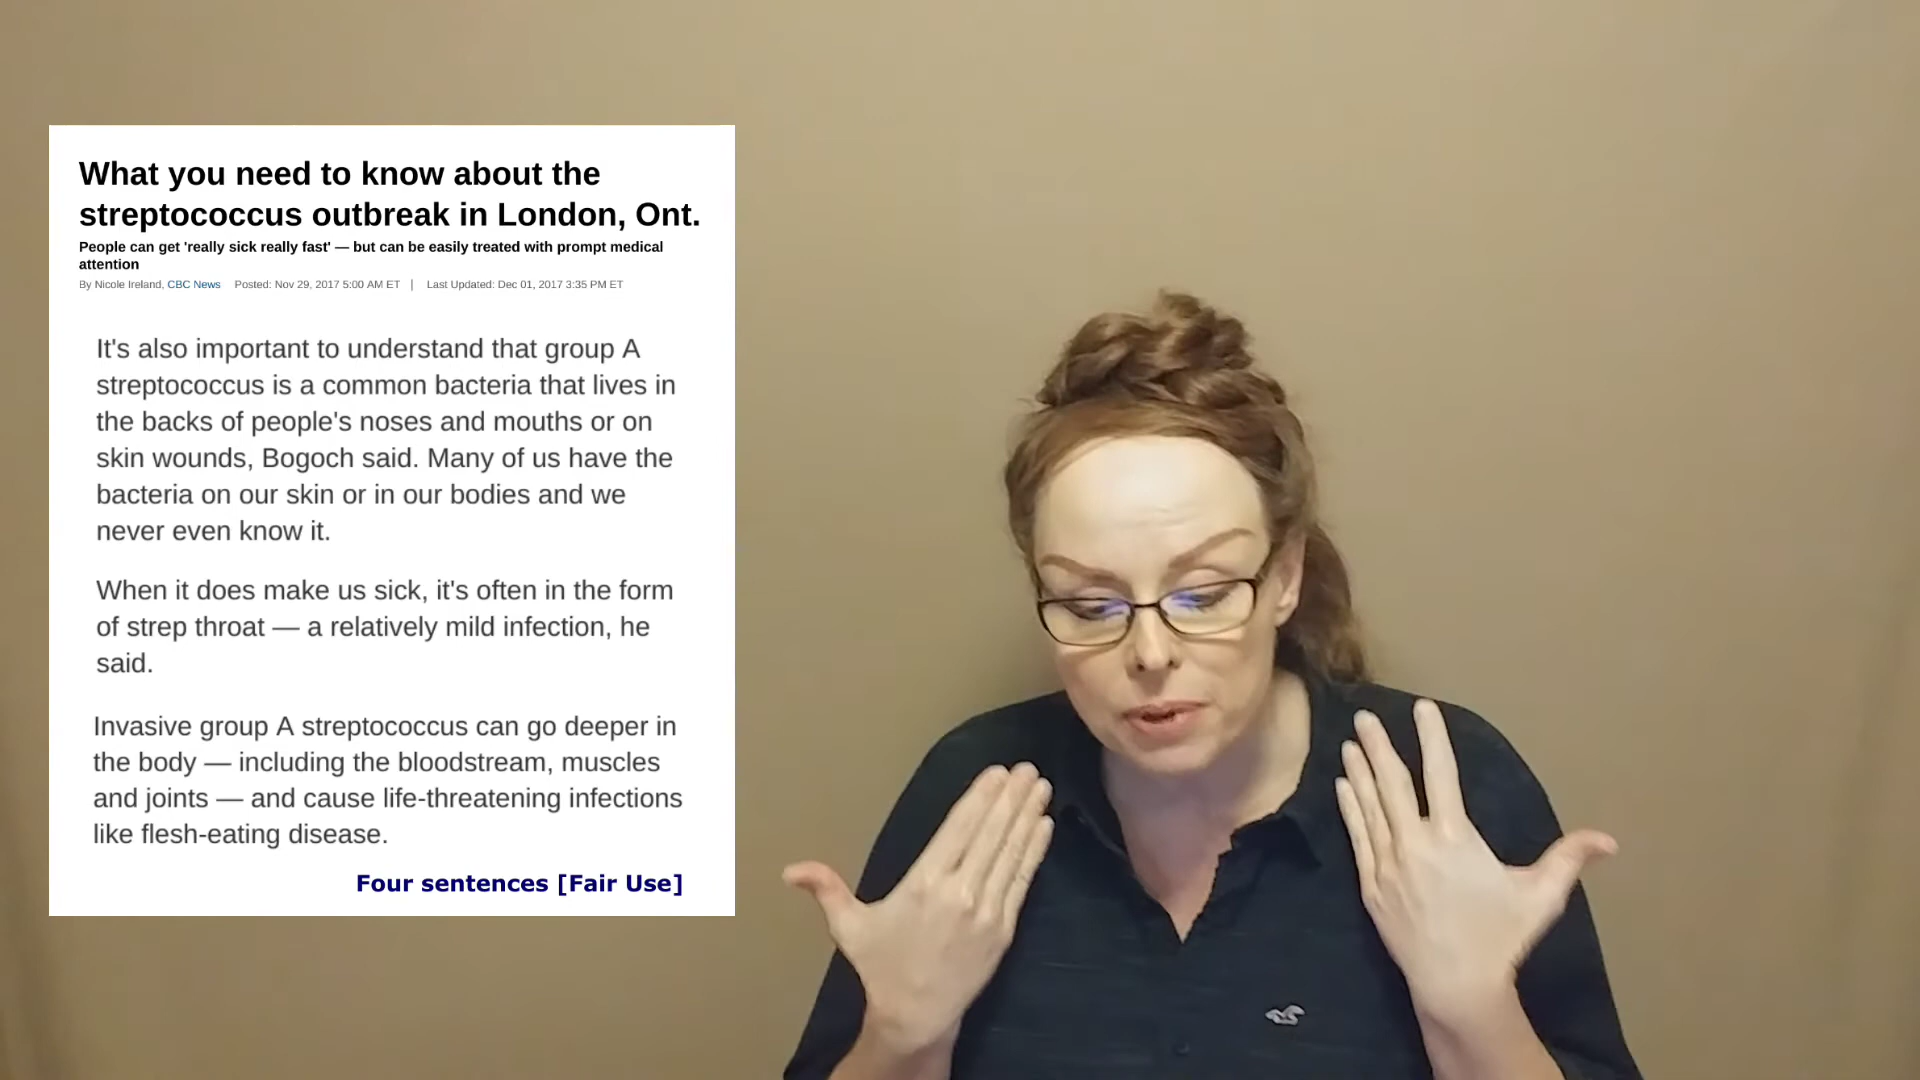 What you need to know about the
streptococcus outbreak in London, Ont.
People can get 'really sick really fast' — but can be easily treated with prompt medical
attention
By Nicole Ireland, CBC News Posted: Nov 29, 2017 5:00 AM ET | Last Updated: Dec 01, 2017 3:35 PM ET
It's also important to understand that group A
streptococcus is a common bacteria that lives in
the backs of people's noses and mouths or on
skin wounds, Bogoch said. Many of us have the
bacteria on our skin or in our bodies and we
never even know it.
When it does make us sick, it's often in the form
of strep throat — a relatively mild infection, he
said.
Invasive group A streptococcus can go deeper in
the body — including the bloodstream, muscles
and joints — and cause life-threatening infections
like flesh-eating disease.
Four sentences [Fair Use]